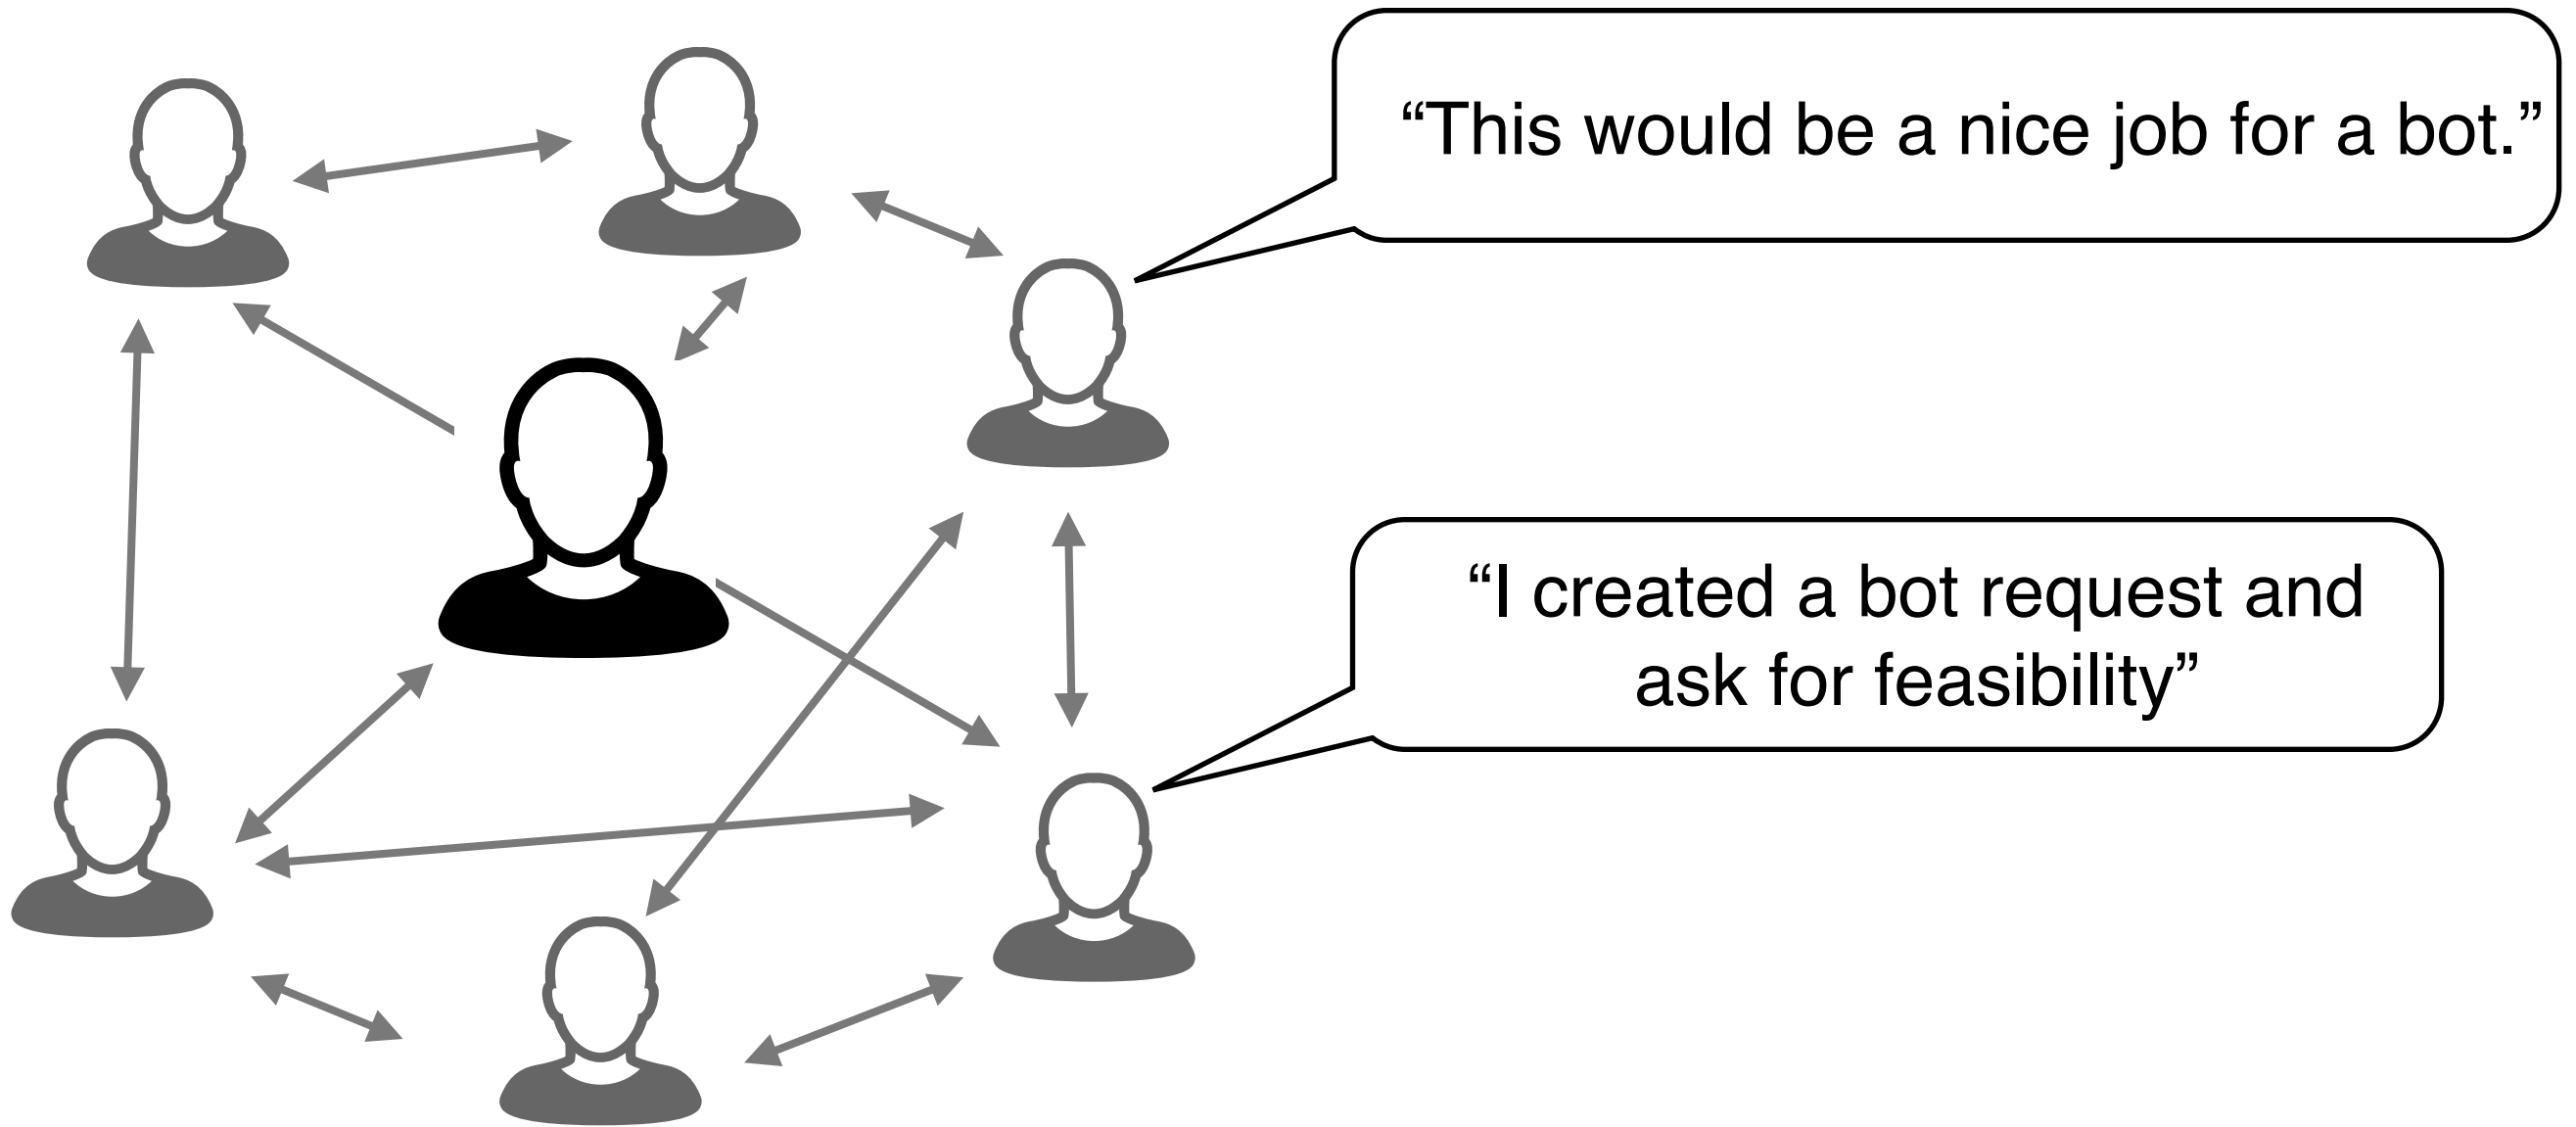 “This would be a nice job for a bot.”
“I created a bot request and
ask for feasibility”